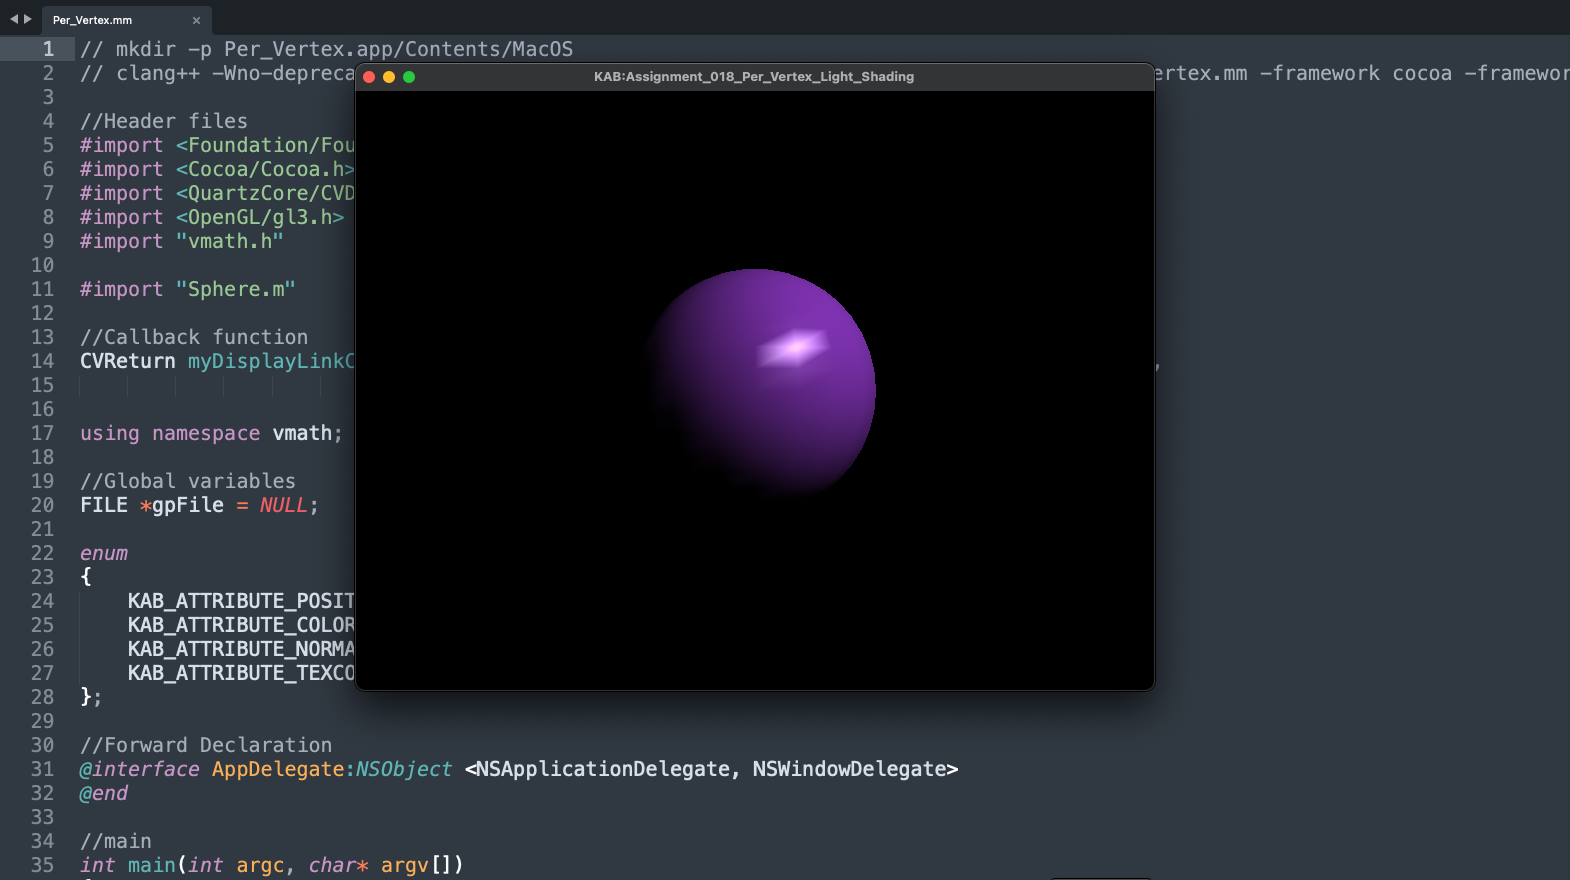 Per_Vertex.mm
1 // mkdir -p Per_Vertex.app/Contents/MacOS
KAB:Assignment_018_Per_Vertex_Light_Shading
2 // clang++ -Wno-depreca ertex.mm -framework cocoa -framewor
3
4 //Header files
5 #import <Foundation/Fou
6 #import <Cocoa/Cocoa.h>
7 #import <QuartzCore/CVD
8 #import <OpenGL/gl3.h>
9 #import "vmath.h"
10
11 #import "Sphere.m"
12
13 //Callback function
14 CVReturn myDisplayLinkC ,
15
16
17 using namespace vmath;
18
19 //Global variables
20 FILE *gpFile = NULL;
21
22 enum
23 {
24 KAB_ATTRIBUTE_POSIT
25 KAB_ATTRIBUTE_COLOR
26 KAB_ATTRIBUTE_NORMA
27 KAB_ATTRIBUTE_TEXCO
28 };
29
30 //Forward Declaration
31 @interface AppDelegate:NSObject <NSApplicationDelegate, NSWindowDelegate>
32 @end
33
34 //main
35 int main(int argc, char* argv[])